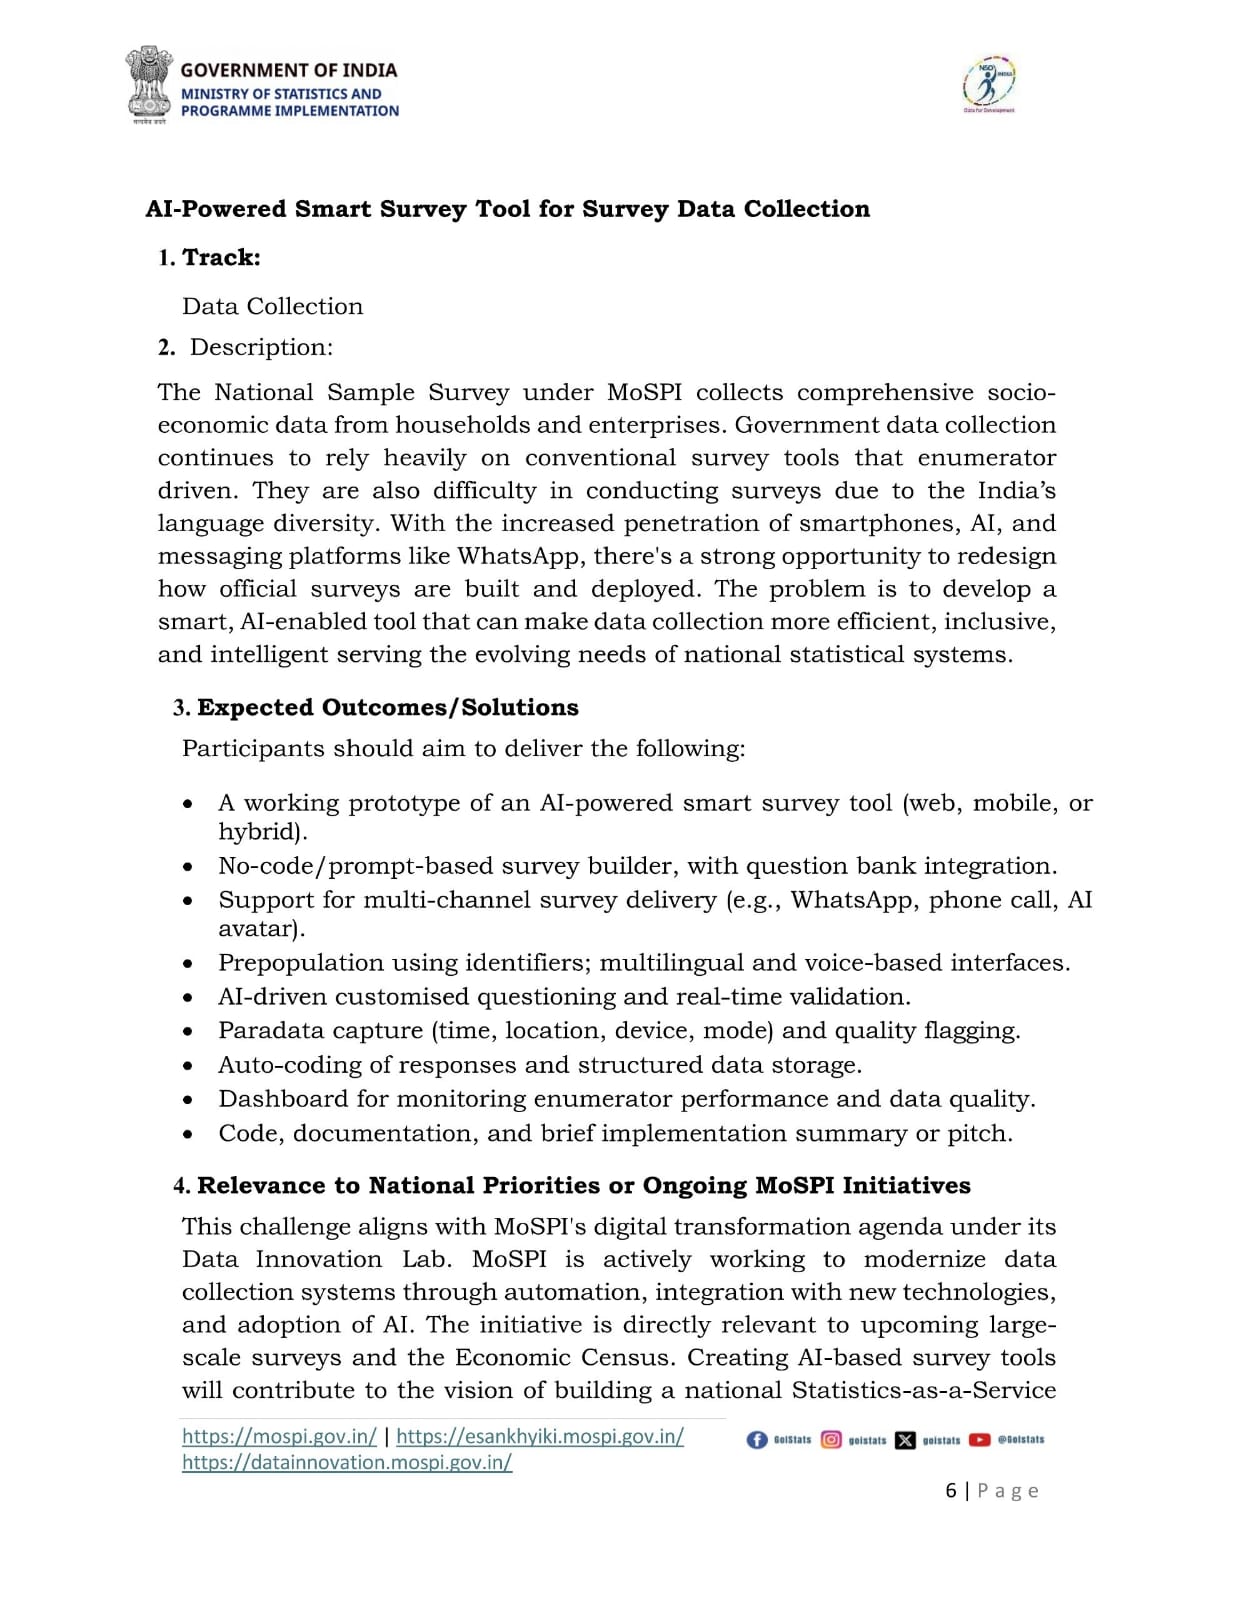 GOVERNMENT OF INDIA
MINISTRY OF STATISTICS AND
PROGRAMME IMPLEMENTATION
सत्यमेव जयते
NSO
INDIA
Data for Development
AI-Powered Smart Survey Tool for Survey Data Collection
1. Track:
Data Collection
2. Description:
The National Sample Survey under MoSPI collects comprehensive socio-
economic data from households and enterprises. Government data collection
continues to rely heavily on conventional survey tools that enumerator
driven. They are also difficulty in conducting surveys due to the India's
language diversity. With the increased penetration of smartphones, AI, and
messaging platforms like WhatsApp, there's a strong opportunity to redesign
how official surveys are built and deployed. The problem is to develop a
smart, AI-enabled tool that can make data collection more efficient, inclusive,
and intelligent serving the evolving needs of national statistical systems.
3. Expected Outcomes/Solutions
Participants should aim to deliver the following:
• A working prototype of an AI-powered smart survey tool (web, mobile, or
hybrid).
• No-code/prompt-based survey builder, with question bank integration.
• Support for multi-channel survey delivery (e.g., WhatsApp, phone call, AI
avatar).
• Prepopulation using identifiers; multilingual and voice-based interfaces.
• AI-driven customised questioning and real-time validation.
• Paradata capture (time, location, device, mode) and quality flagging.
• Auto-coding of responses and structured data storage.
• Dashboard for monitoring enumerator performance and data quality.
• Code, documentation, and brief implementation summary or pitch.
4. Relevance to National Priorities or Ongoing MoSPI Initiatives
This challenge aligns with MoSPI's digital transformation agenda under its
Data Innovation Lab. MoSPI is actively working to modernize data
collection systems through automation, integration with new technologies,
and adoption of AI. The initiative is directly relevant to upcoming large-
scale surveys and the Economic Census. Creating AI-based survey tools
will contribute to the vision of building a national Statistics-as-a-Service
https://mospi.gov.in/ | https://esankhyiki.mospi.gov.in/
https://datainnovation.mospi.gov.in/
GoIStats goistats goistats @GoIstats
6 | Page